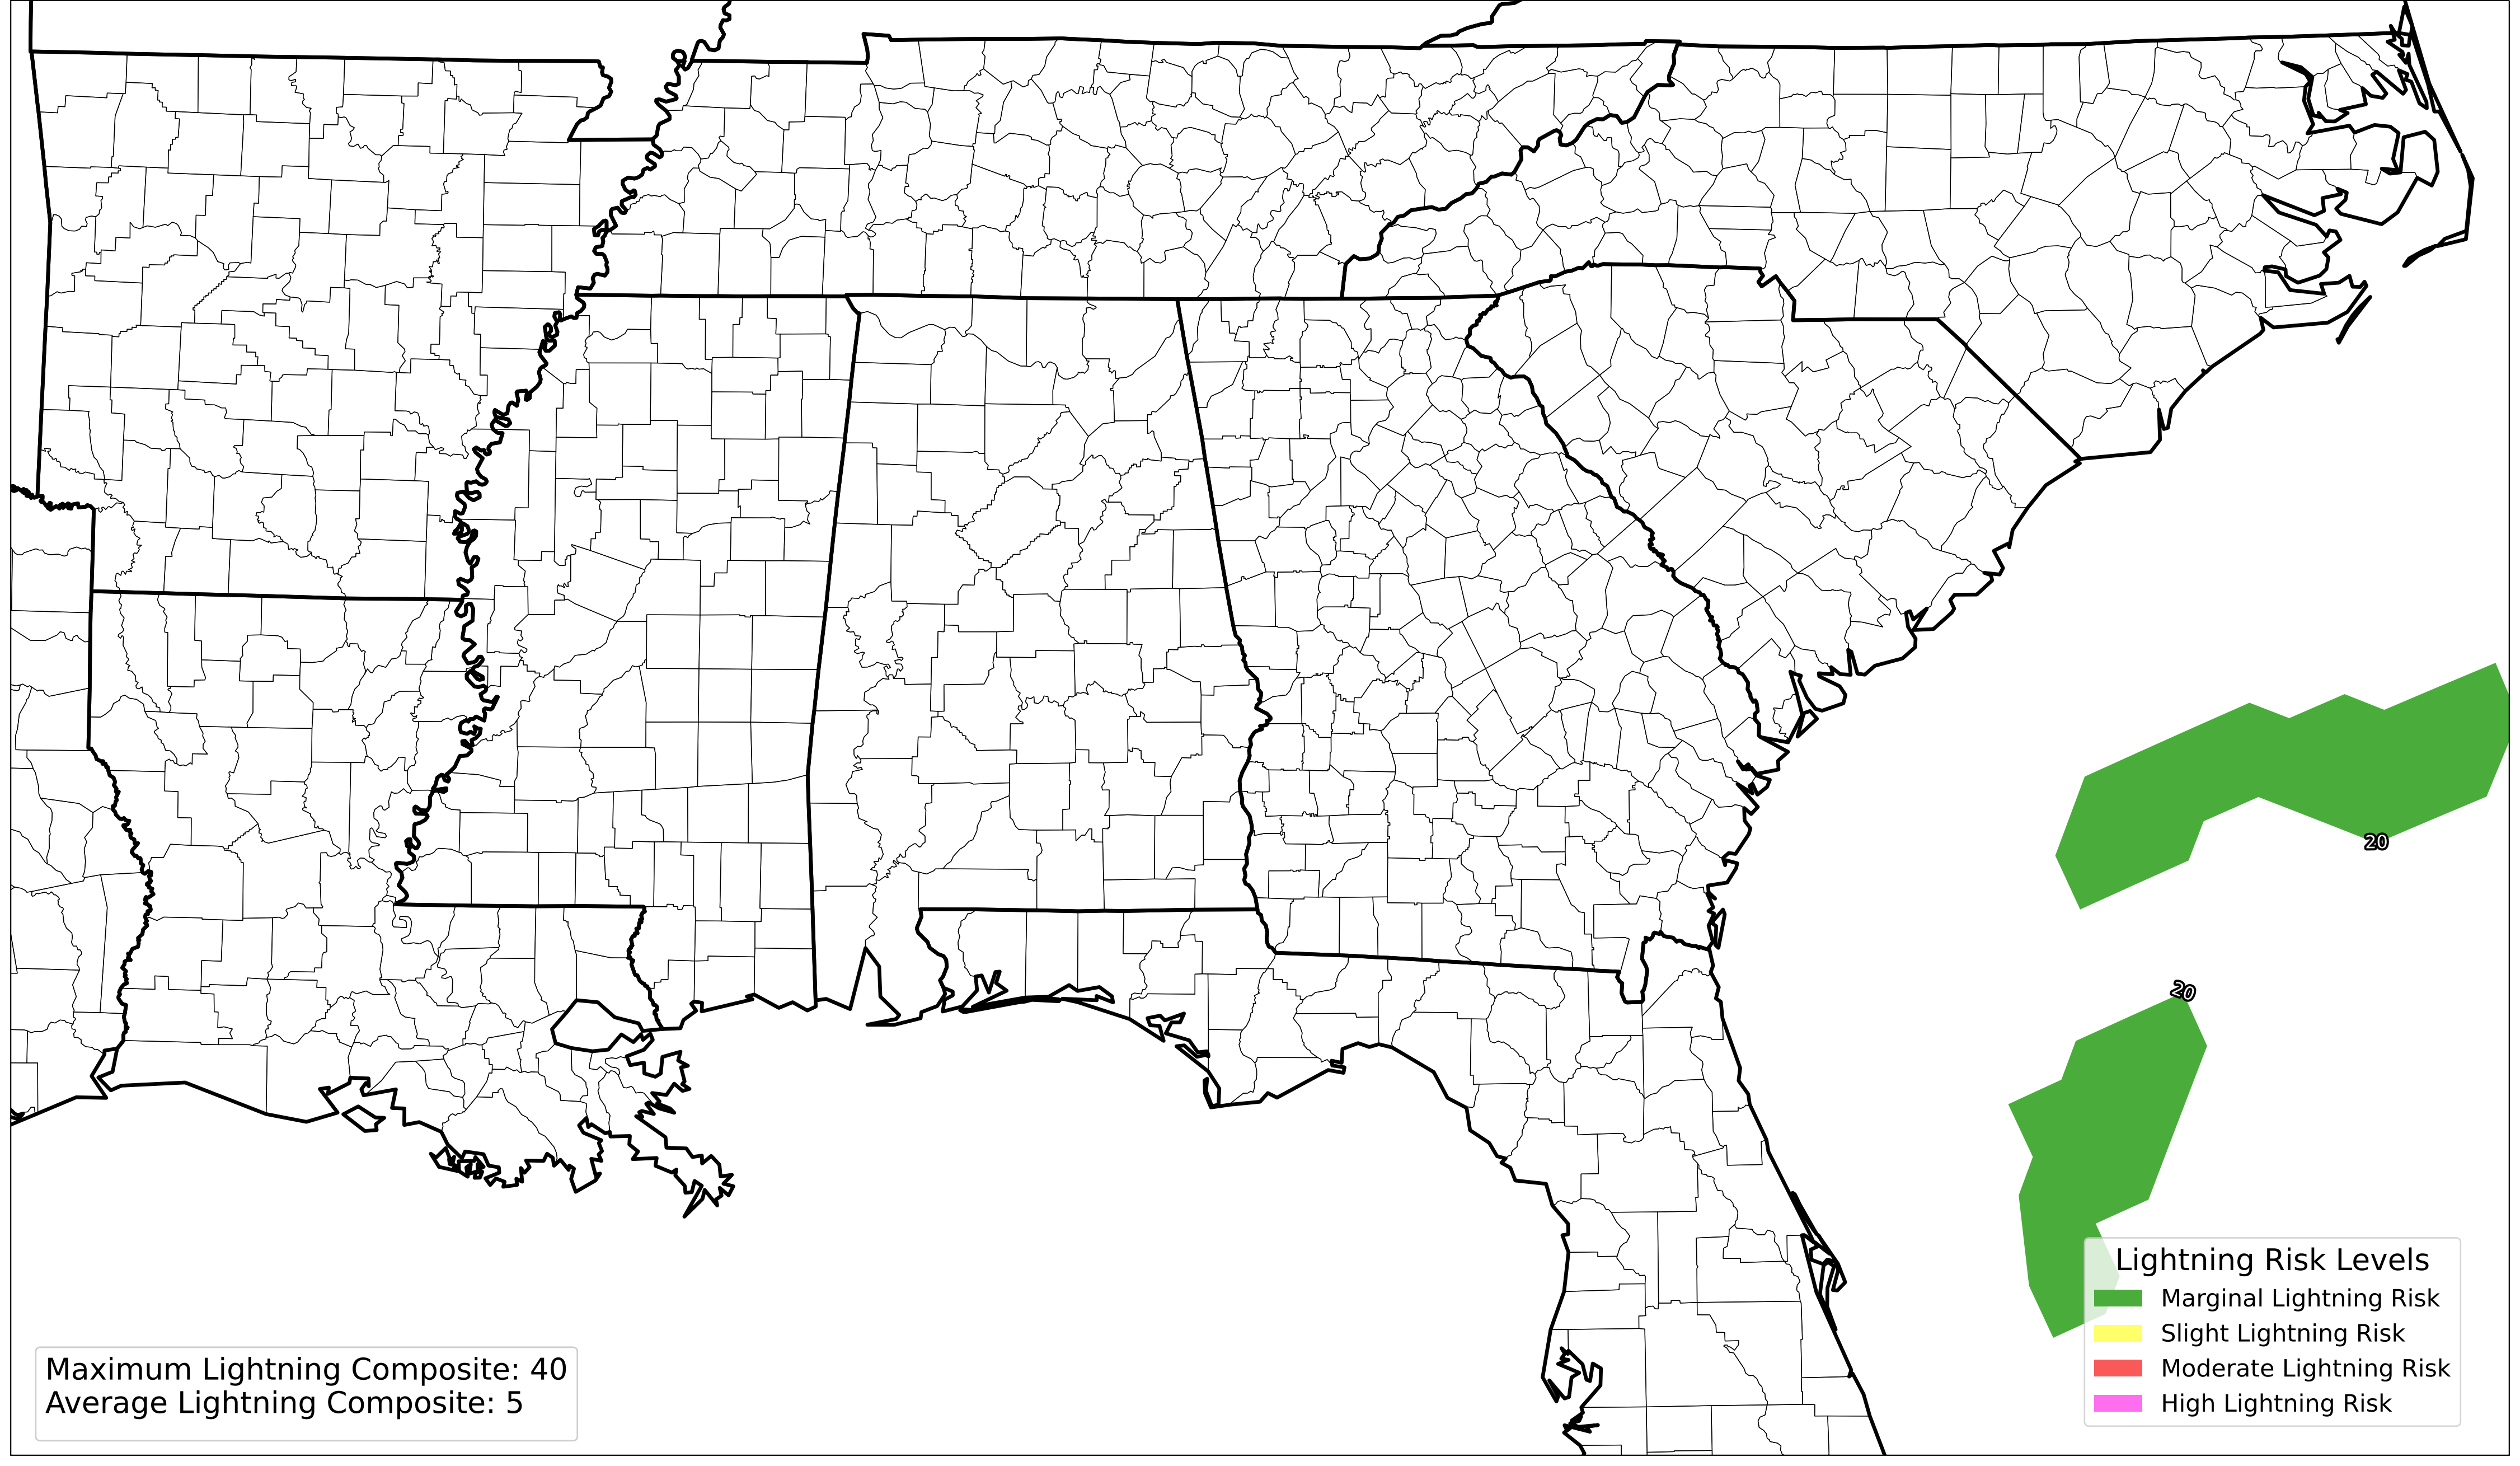 20
20
Lightning Risk Levels
Marginal Lightning Risk
Slight Lightning Risk
Moderate Lightning Risk
High Lightning Risk
Maximum Lightning Composite: 40
Average Lightning Composite: 5